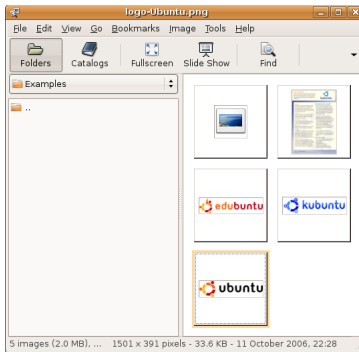 logo-Ubuntu.png
File Edit View Go Bookmarks Image Tools Help
Folders Catalogs Fullscreen Slide Show Find
Examples
..
edubuntu kubuntu
ubuntu
5 images (2.0 MB), ... 1501 x 391 pixels - 33.6 KB - 11 October 2006, 22:28